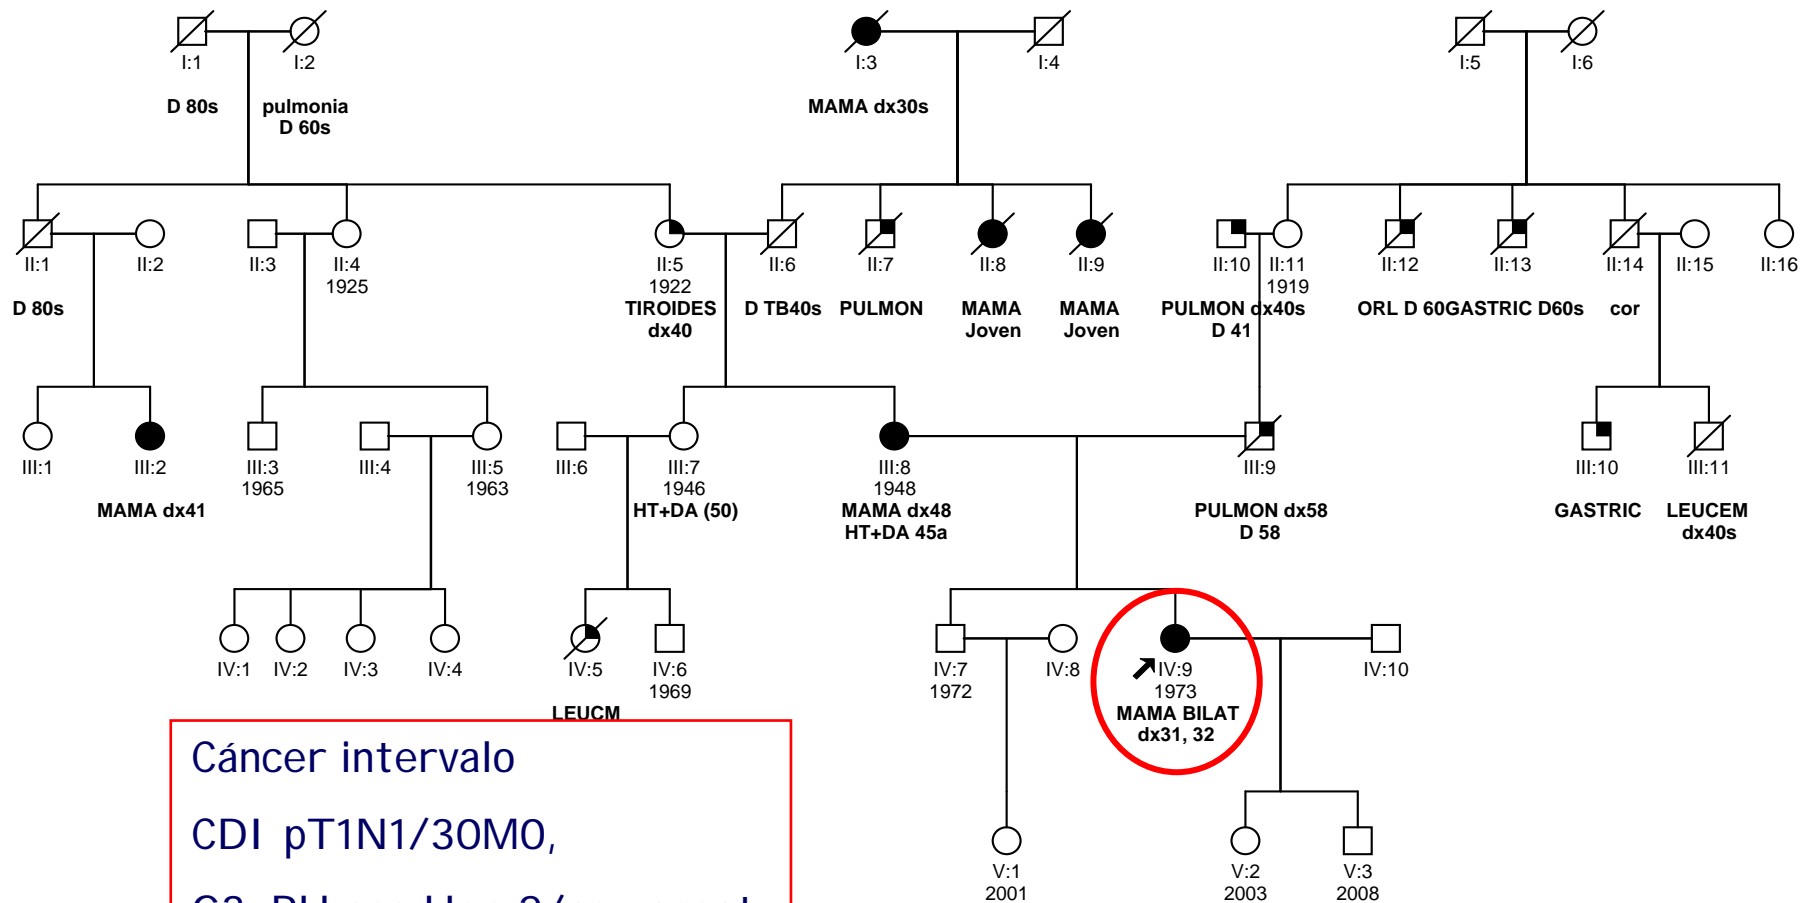 I:1 I:2 I:3 I:4 I:5 I:6
D 80s pulmonia MAMA dx30s
D 60s
II:1 II:2 II:3 II:4 II:5 II:6 II:7 II:8 II:9 II:10 II:11 II:12 II:13 II:14 II:15 II:16
1925 1922 1919
D 80s TIROIDES D TB40s PULMON MAMA MAMA PULMON dx40s ORL D 60GASTRIC D60s cor
dx40 Joven Joven D 41
III:1 III:2 III:3 III:4 III:5 III:6 III:7 III:8 III:9 III:10 III:11
1965 1963 1946 1948
MAMA dx41 HT+DA (50) MAMA dx48 PULMON dx58 GASTRIC LEUCEM
HT+DA 45a D 58 dx40s
IV:1 IV:2 IV:3 IV:4 IV:5 IV:6 IV:7 IV:8 IV:9 IV:10
1969 1972 1973
LEUCM MAMA BILAT
dx31, 32
Cáncer intervalo
CDI pT1N1/30M0,
V:1 V:2 V:3
2001 2003 2008